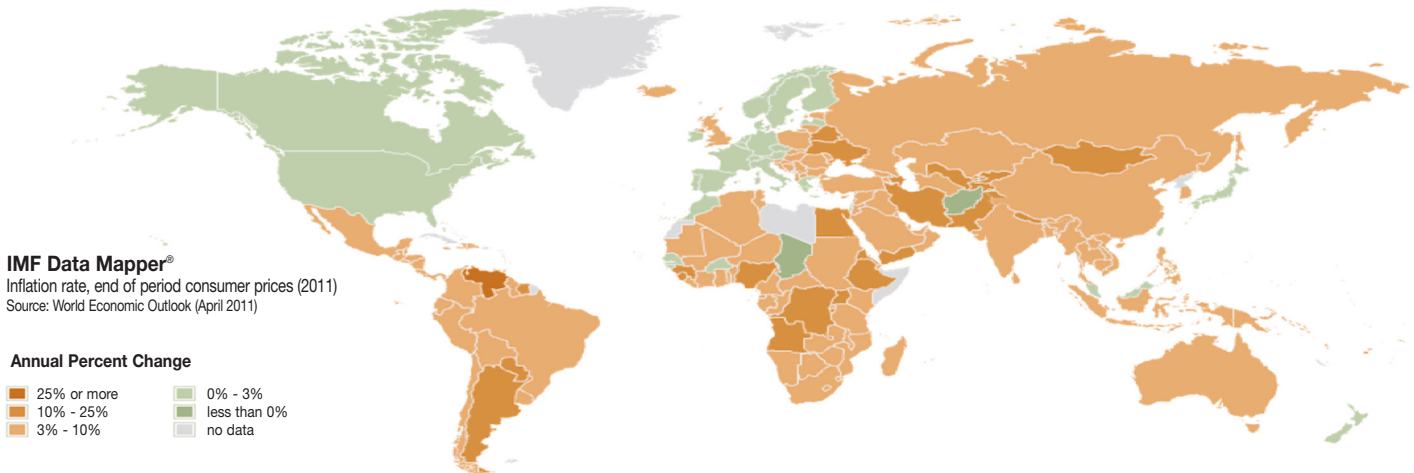 IMF Data Mapper®
Inflation rate, end of period consumer prices (2011)
Source: World Economic Outlook (April 2011)
Annual Percent Change
25% or more
10% - 25%
3% - 10%
0% - 3%
less than 0%
no data